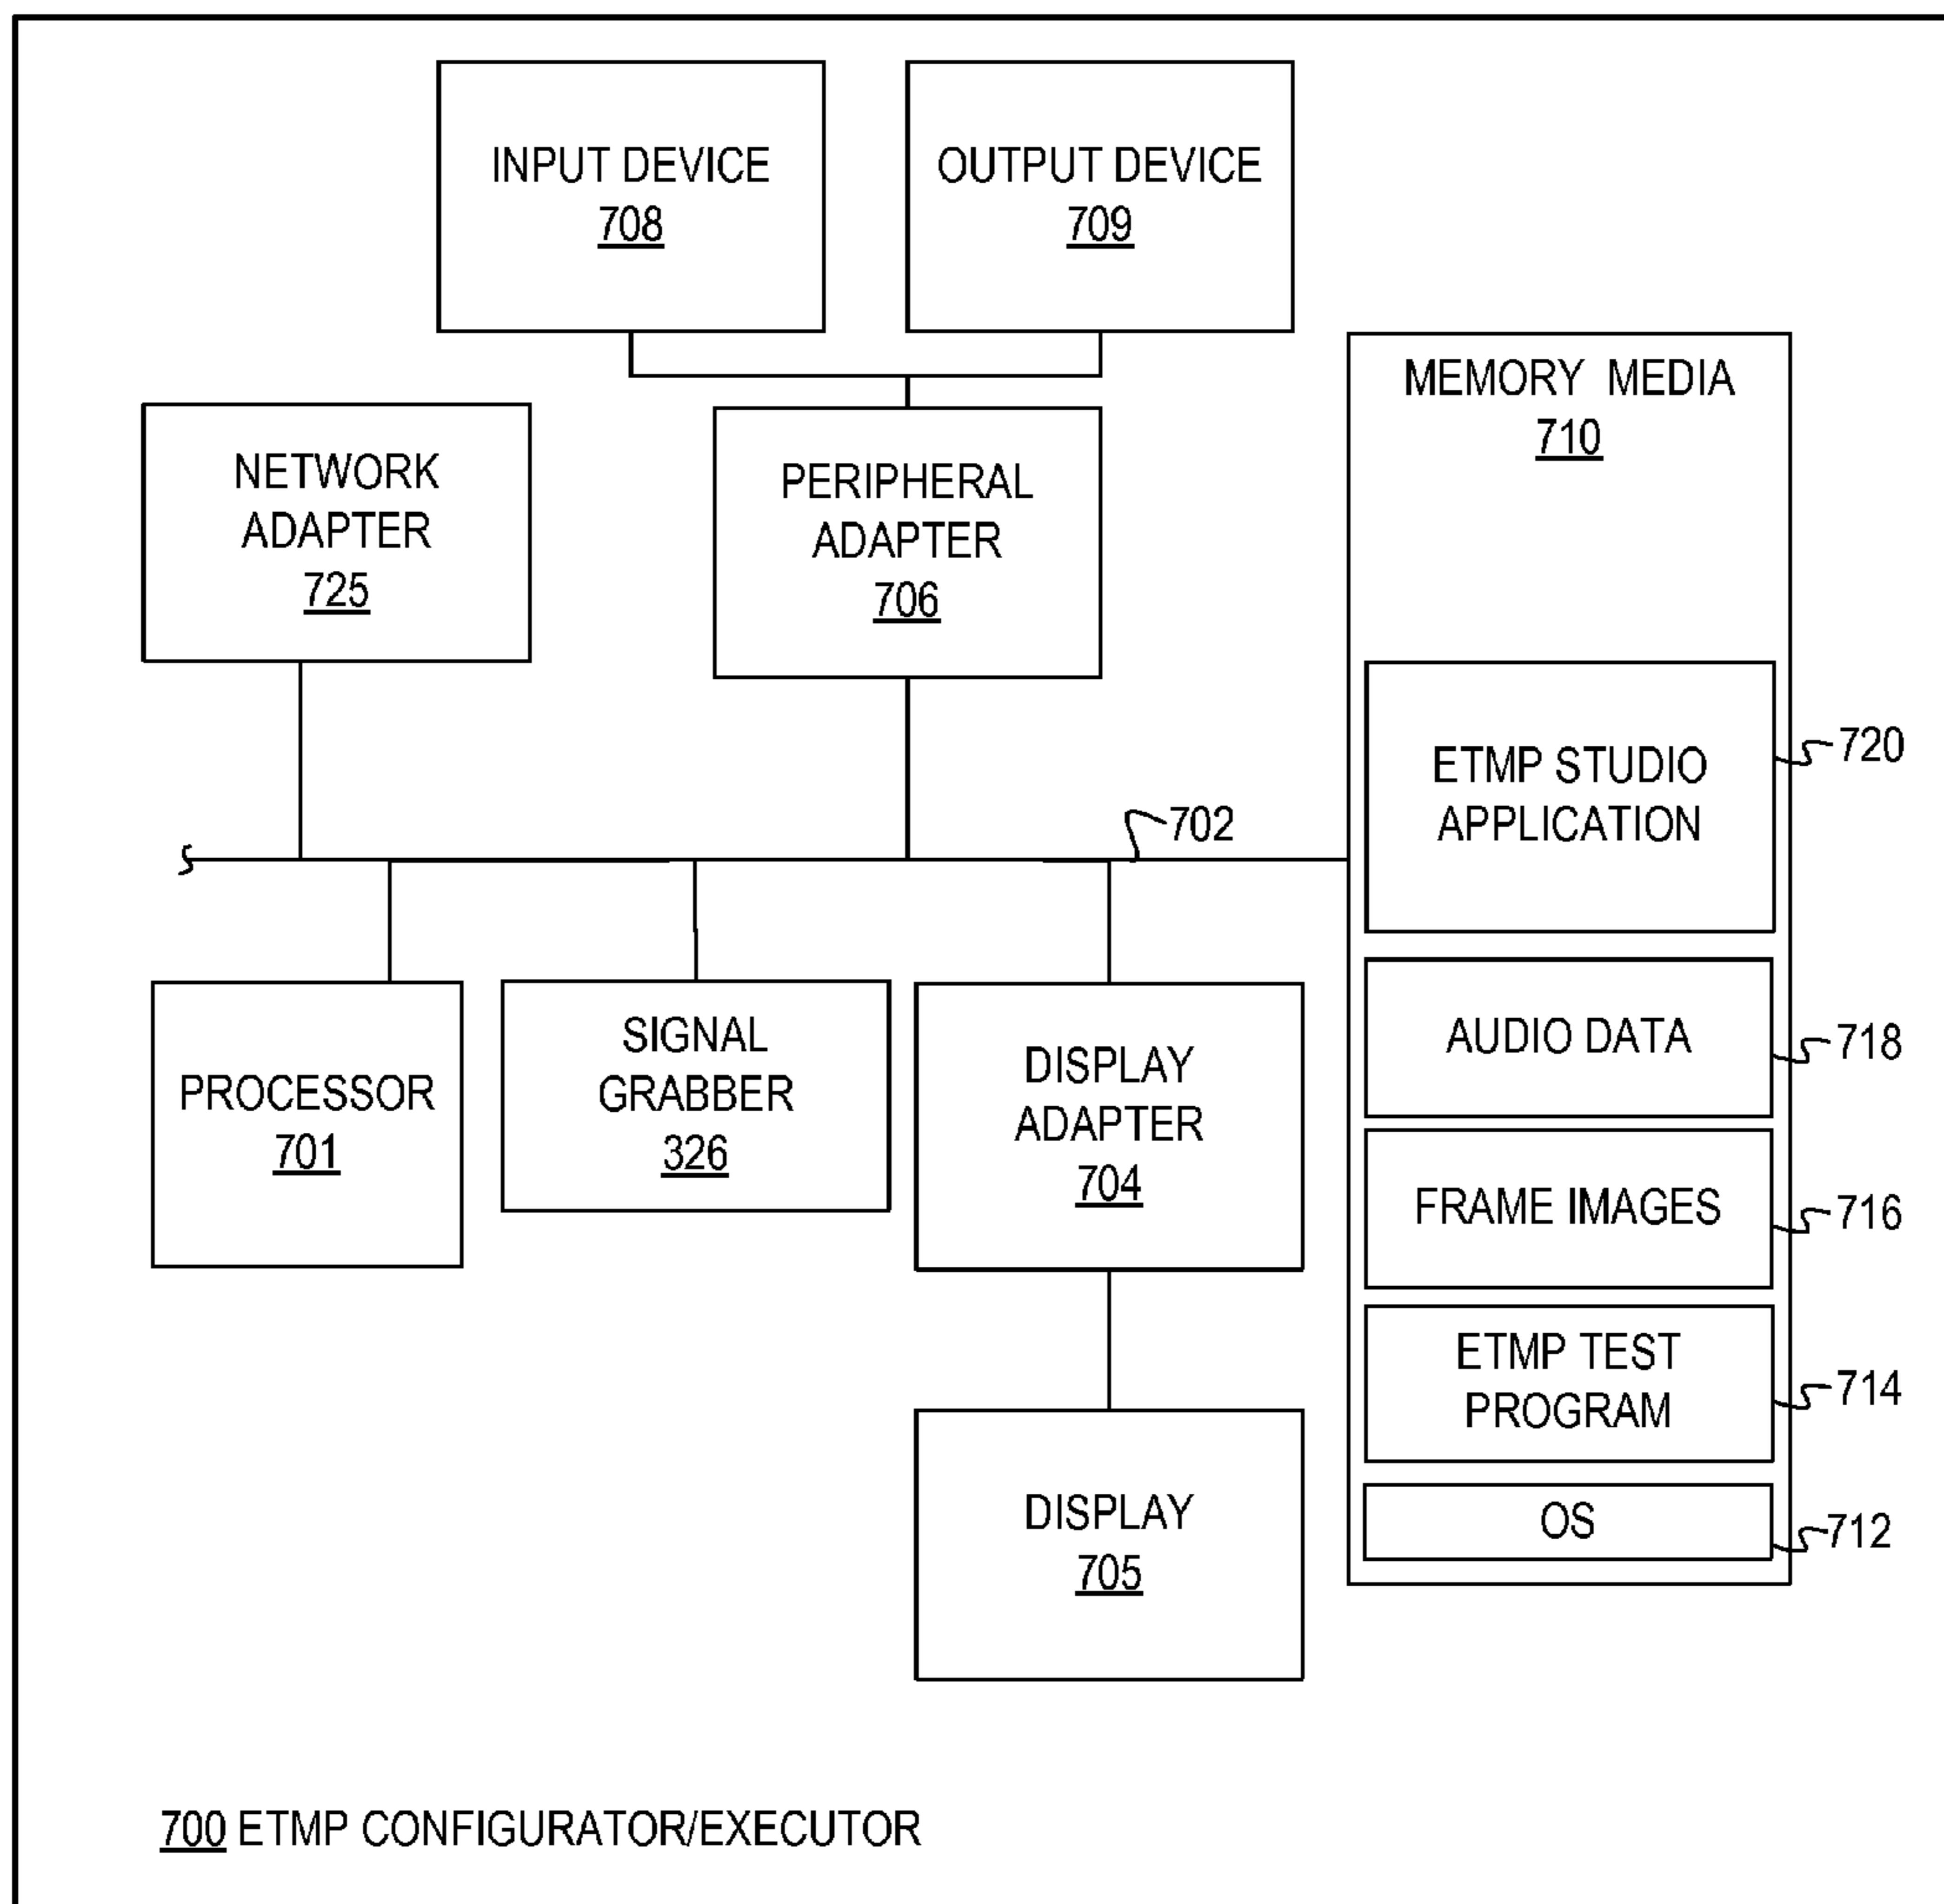 INPUT DEVICE
708
OUTPUT DEVICE
709
MEMORY MEDIA
710
NETWORK
ADAPTER
725
PERIPHERAL
ADAPTER
706
ETMP STUDIO
APPLICATION
720
702
PROCESSOR
701
SIGNAL
GRABBER
326
DISPLAY
ADAPTER
704
AUDIO DATA
718
FRAME IMAGES
716
ETMP TEST
PROGRAM
714
OS
712
DISPLAY
705
700 ETMP CONFIGURATOR/EXECUTOR